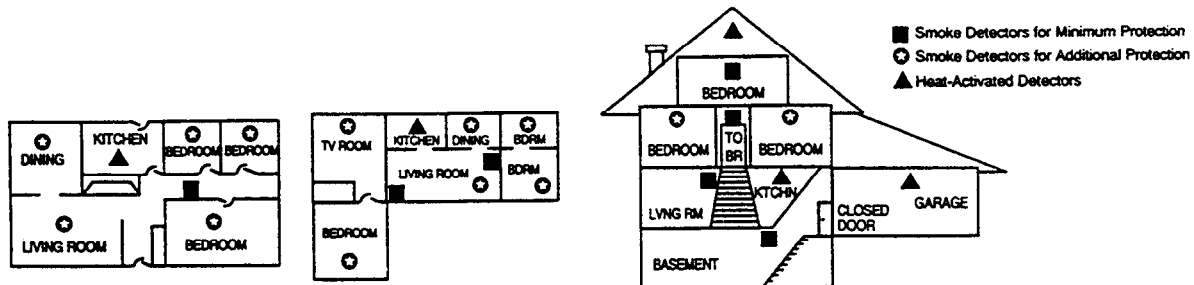 Smoke Detectors for Minimum Protection
Smoke Detectors for Additional Protection
Heat-Activated Detectors
DINING
KITCHEN
BEDROOM
BEDROOM
LIVING ROOM
BEDROOM
TV ROOM
KITCHEN
DINING
BDRM
LIVING ROOM
BDRM
BEDROOM
BEDROOM
BEDROOM
TO
BR
BEDROOM
LVNG RM
KTCHN
CLOSED
DOOR
GARAGE
BASEMENT